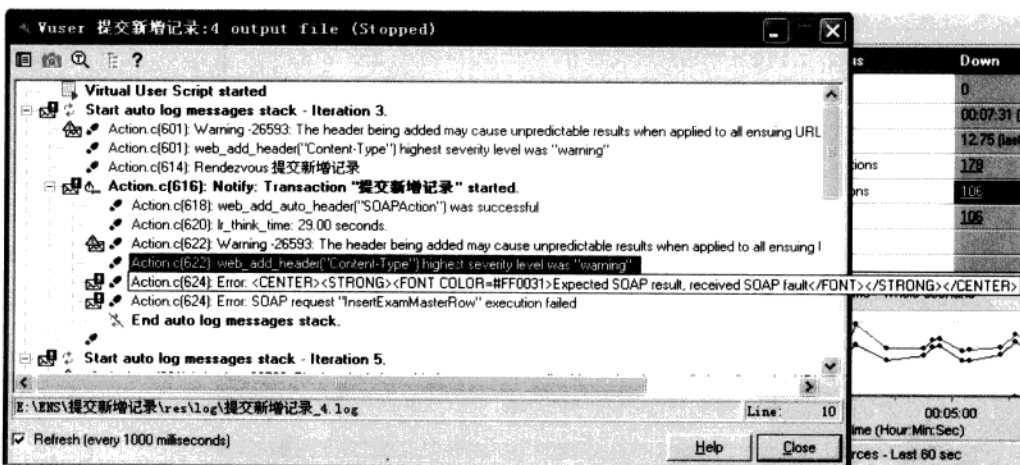 Vuser 提交新增记录:4 output file (Stopped)
Virtual User Script started
Start auto log messages stack - Iteration 3.
Action.c(601): Warning -26593: The header being added may cause unpredictable results when applied to all ensuing URL
Action.c(601): web_add_header("Content-Type") highest severity level was "warning"
Action.c(614): Rendezvous 提交新增记录
Action.c(616): Notify: Transaction "提交新增记录" started.
Action.c(618): web_add_auto_header("SOAPAction") was successful
Action.c(620): lr_think_time: 29.00 seconds.
Action.c(622): Warning -26593: The header being added may cause unpredictable results when applied to all ensuing
Action.c(622): web_add_header("Content-Type") highest severity level was "warning"
Action.c(624): Error: <CENTER><STRONG><FONT COLOR=#FF0031>Expected SOAP result, received SOAP fault</FONT></STRONG></CENTER>
Action.c(624): Error: SOAP request "InsertExamMasterRow" execution failed
End auto log messages stack.
Start auto log messages stack - Iteration 5.
E:\ENS\提交新增记录\res\log\提交新增记录_4.log
Line: 10
Refresh (every 1000 milliseconds)
Help
Close
Down
0
00:07:31
12.75 (last
178
106
106
00:05:00
(Hour:Min:Sec)
- Last 60 sec